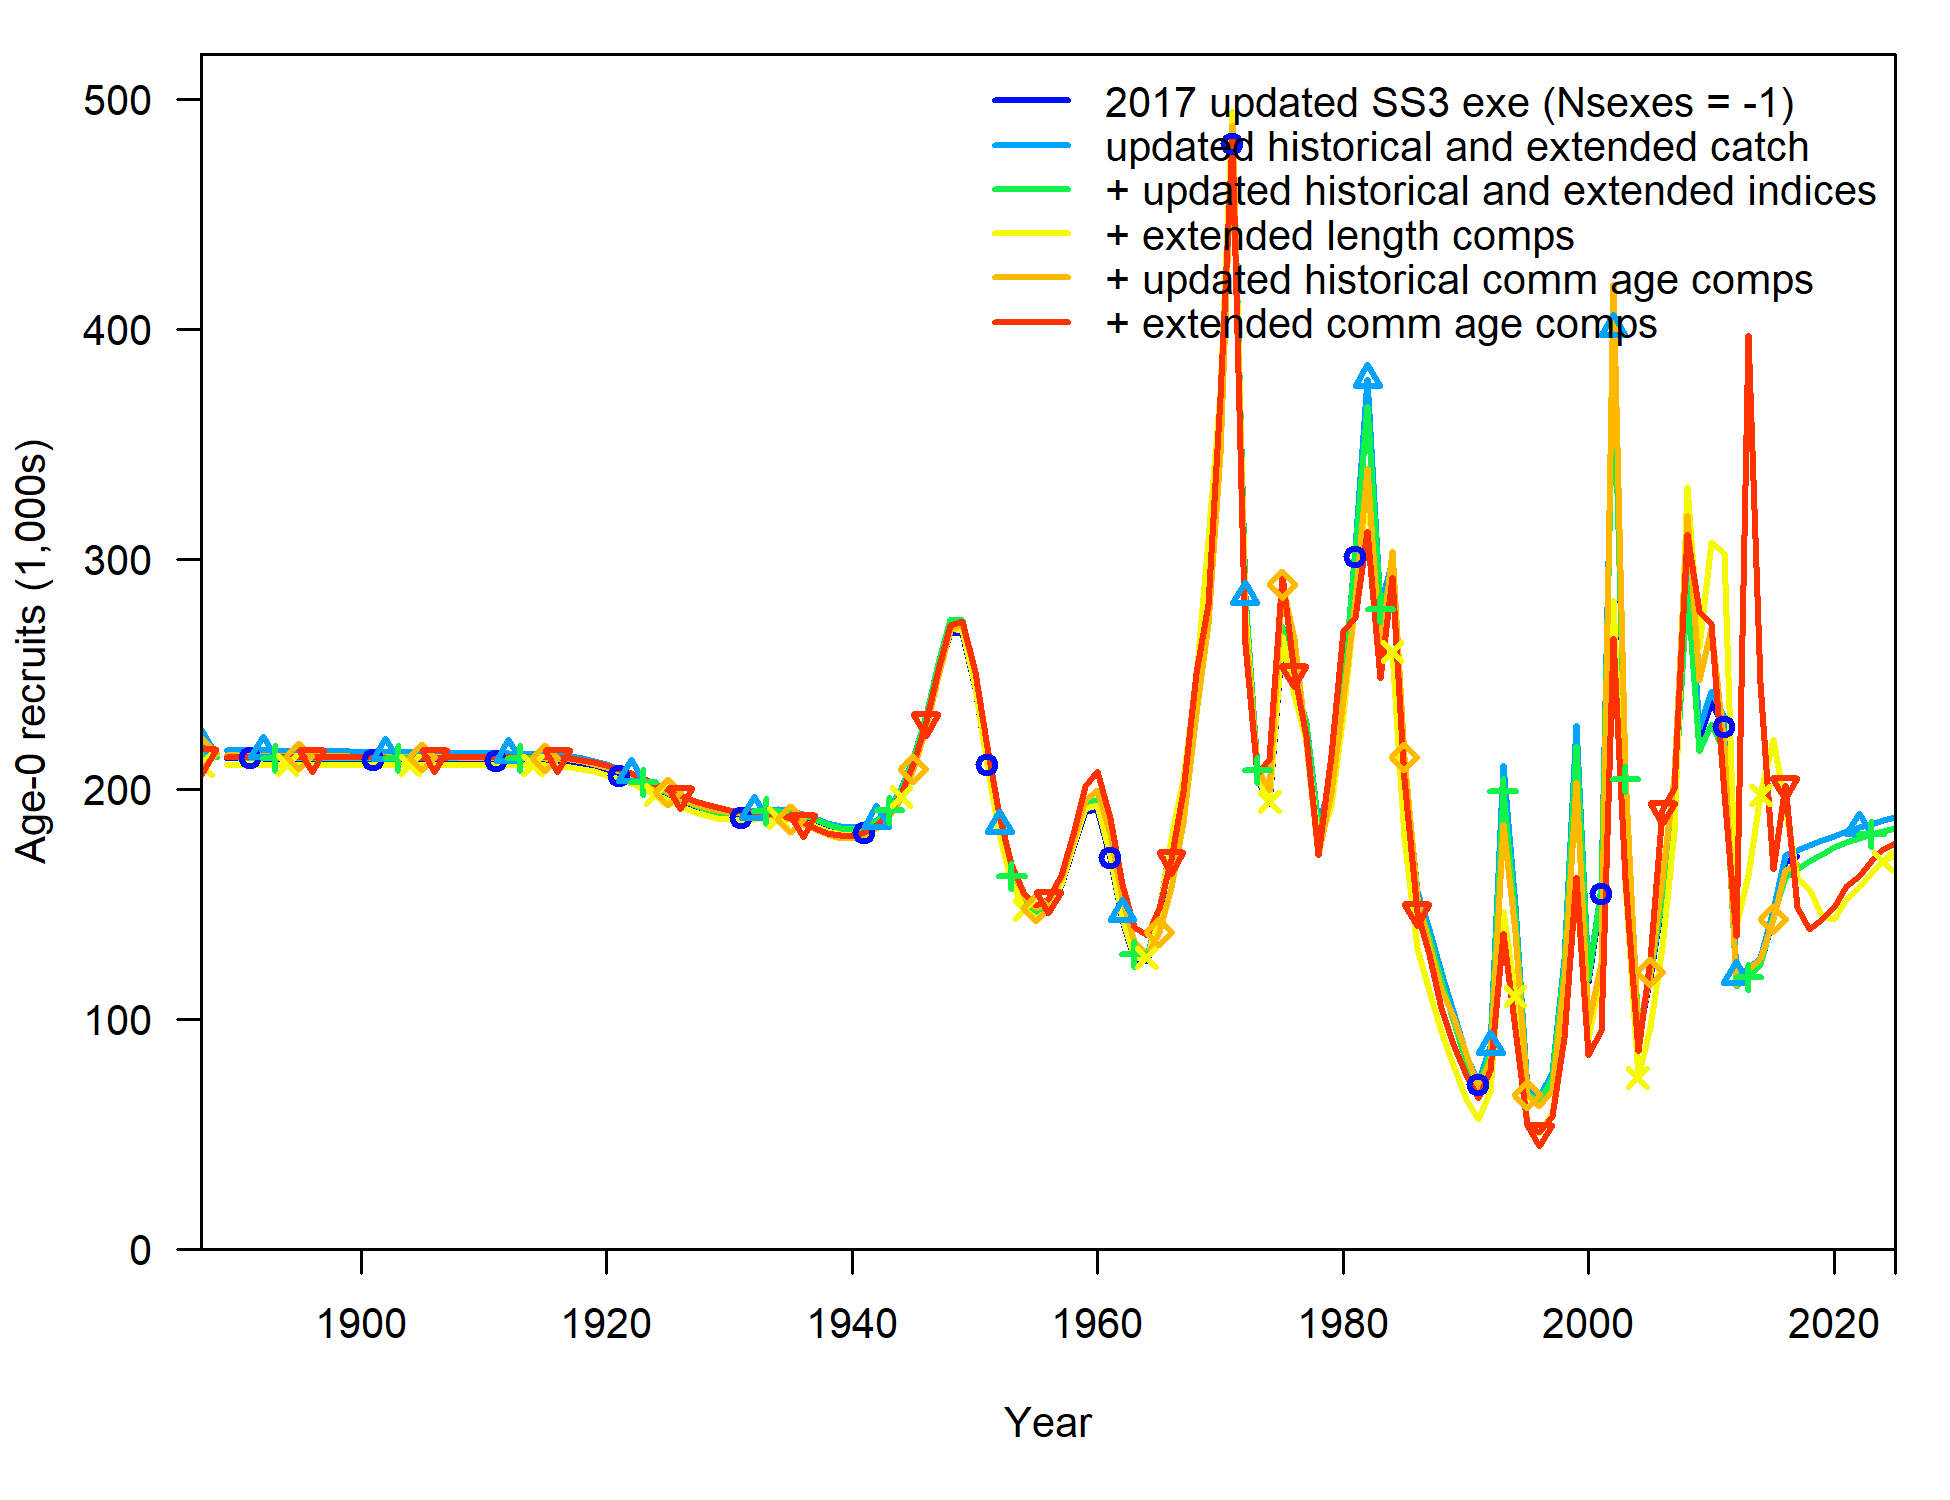 500
400
300
200
100
0
Age-0 recruits (1,000s)
2017 updated SS3 exe (Nsexes = -1)
updated historical and extended catch
+ updated historical and extended indices
+ extended length comps
+ updated historical comm age comps
+ extended comm age comps
1900 1920 1940 1960 1980 2000 2020
Year